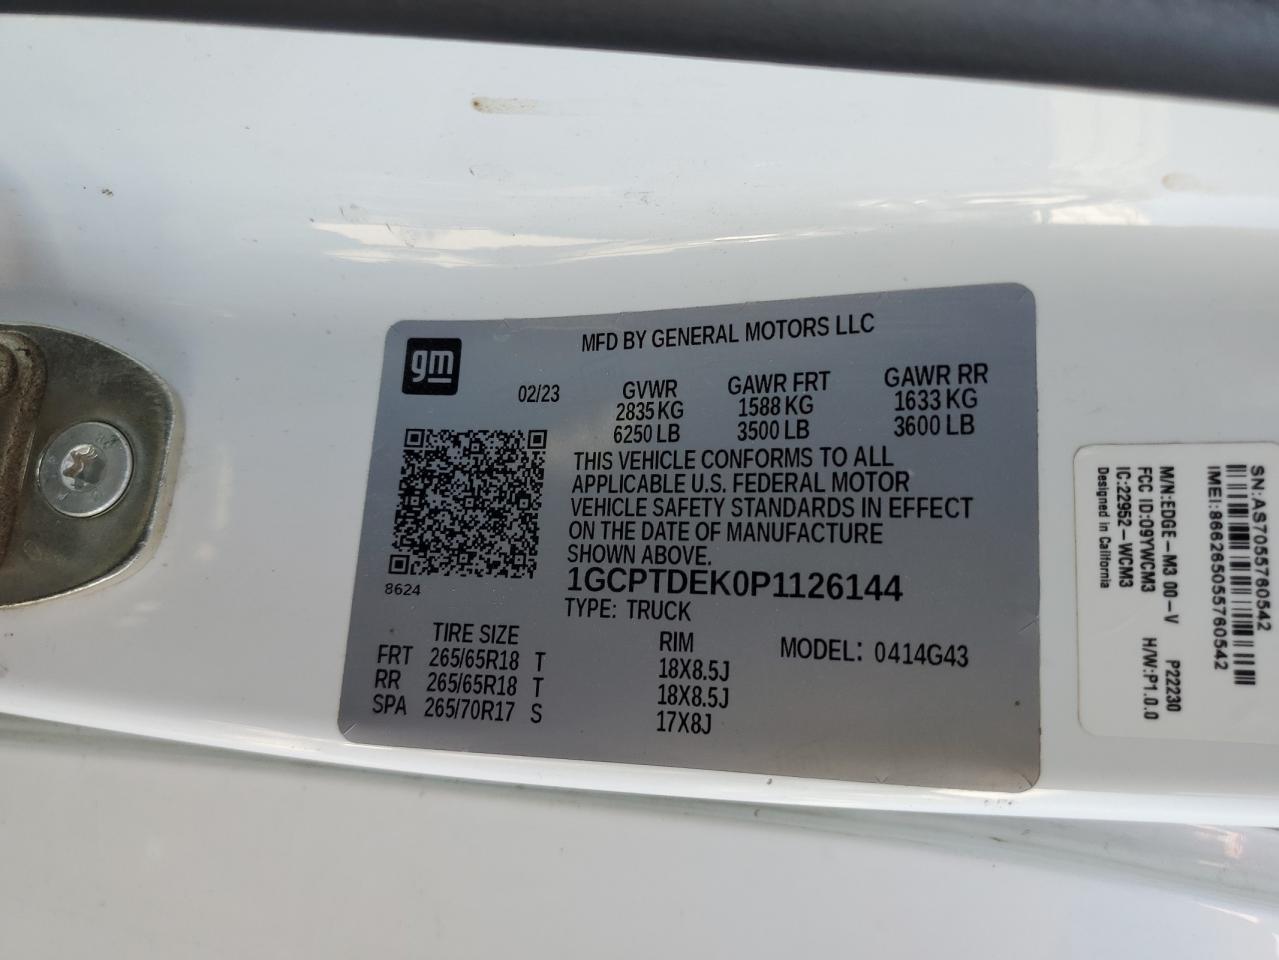 MFD BY GENERAL MOTORS LLC
gm
02/23 GVWR GAWR FRT GAWR RR
2835 KG 1588 KG 1633 KG
6250 LB 3500 LB 3600 LB
THIS VEHICLE CONFORMS TO ALL
APPLICABLE U.S. FEDERAL MOTOR
VEHICLE SAFETY STANDARDS IN EFFECT
ON THE DATE OF MANUFACTURE
SHOWN ABOVE.
8624
1GCPTDEK0P1126144
TYPE: TRUCK
TIRE SIZE RIM MODEL: 0414G43
FRT 265/65R18 T 18X8.5J
RR 265/65R18 T 18X8.5J
SPA 265/70R17 S 17X8J
SN:AS7055760542
IMEI:866265055760542
M/N:EDGE-M3 00-V P22230
FCC ID:09YWCM3 H/W:P1.0.0
IC:22952-WCM3
Designed in California